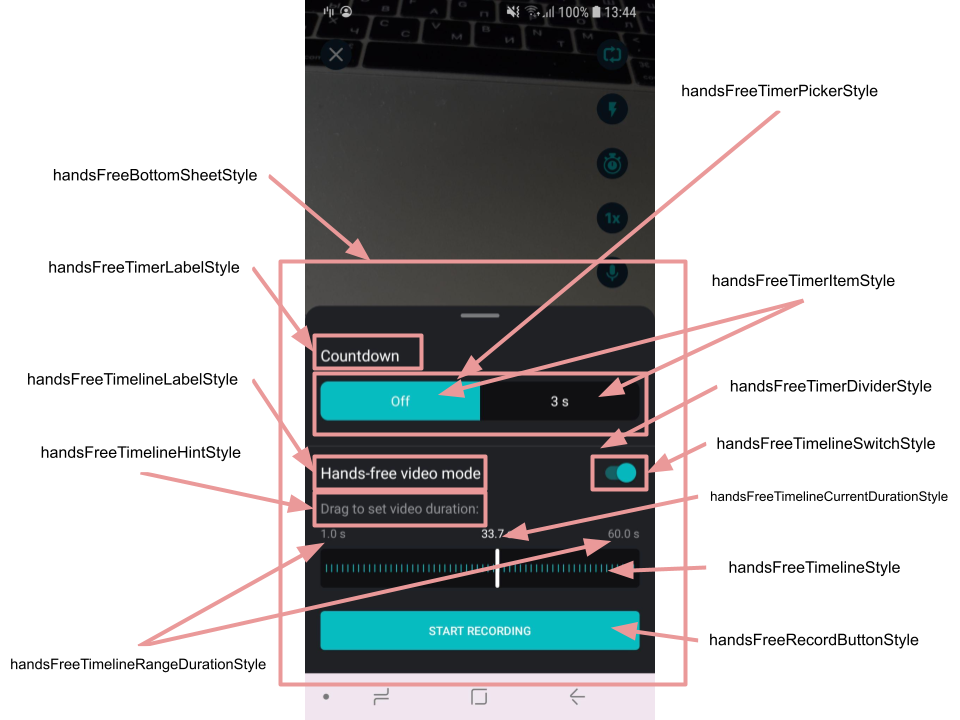 100% 13:44
handsFreeTimerPickerStyle
handsFreeBottomSheetStyle
1x
handsFreeTimerLabelStyle
handsFreeTimerItemStyle
Countdown
handsFreeTimelineLabelStyle
handsFreeTimerDividerStyle
Off
3 s
handsFreeTimelineSwitchStyle
handsFreeTimelineHintStyle
Hands-free video mode
handsFreeTimelineCurrentDurationStyle
Drag to set video duration:
1.0 s
33.7
60.0 s
handsFreeTimelineStyle
START RECORDING
handsFreeRecordButtonStyle
handsFreeTimelineRangeDurationStyle